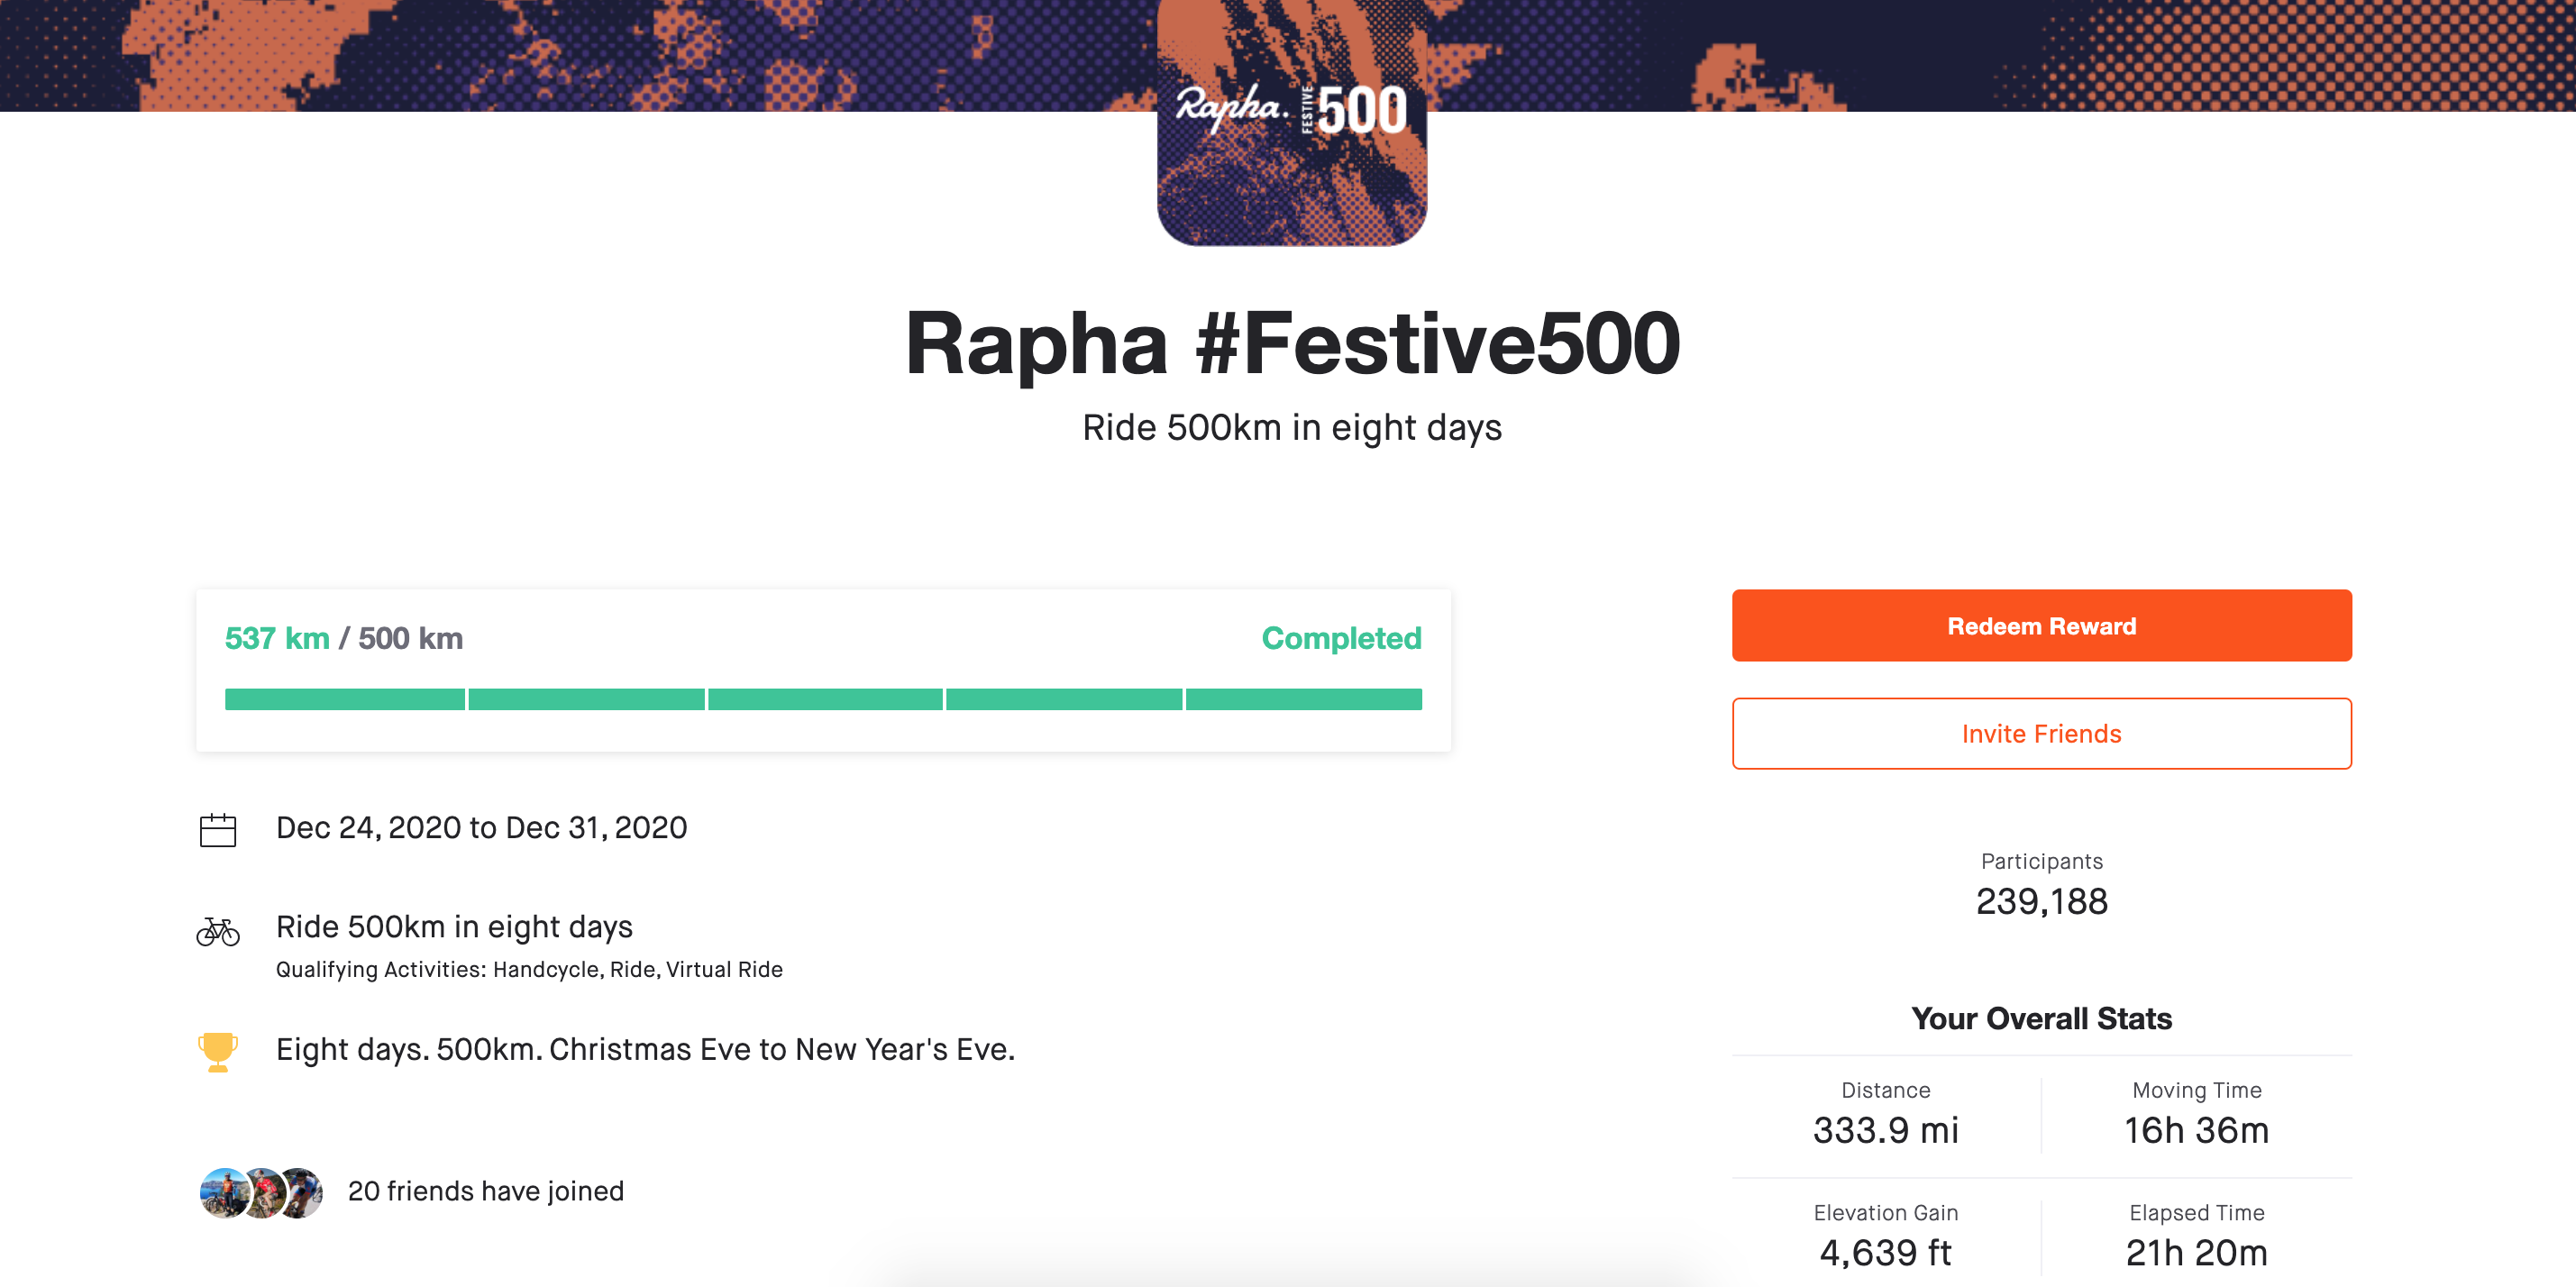 Rapha. FESTIVE 500
Rapha #Festive500
Ride 500km in eight days
537 km / 500 km
Completed
Dec 24, 2020 to Dec 31, 2020
Ride 500km in eight days
Qualifying Activities: Handcycle, Ride, Virtual Ride
Eight days. 500km. Christmas Eve to New Year's Eve.
20 friends have joined
Redeem Reward
Invite Friends
Participants
239,188
Your Overall Stats
Distance
333.9 mi
Moving Time
16h 36m
Elevation Gain
4,639 ft
Elapsed Time
21h 20m